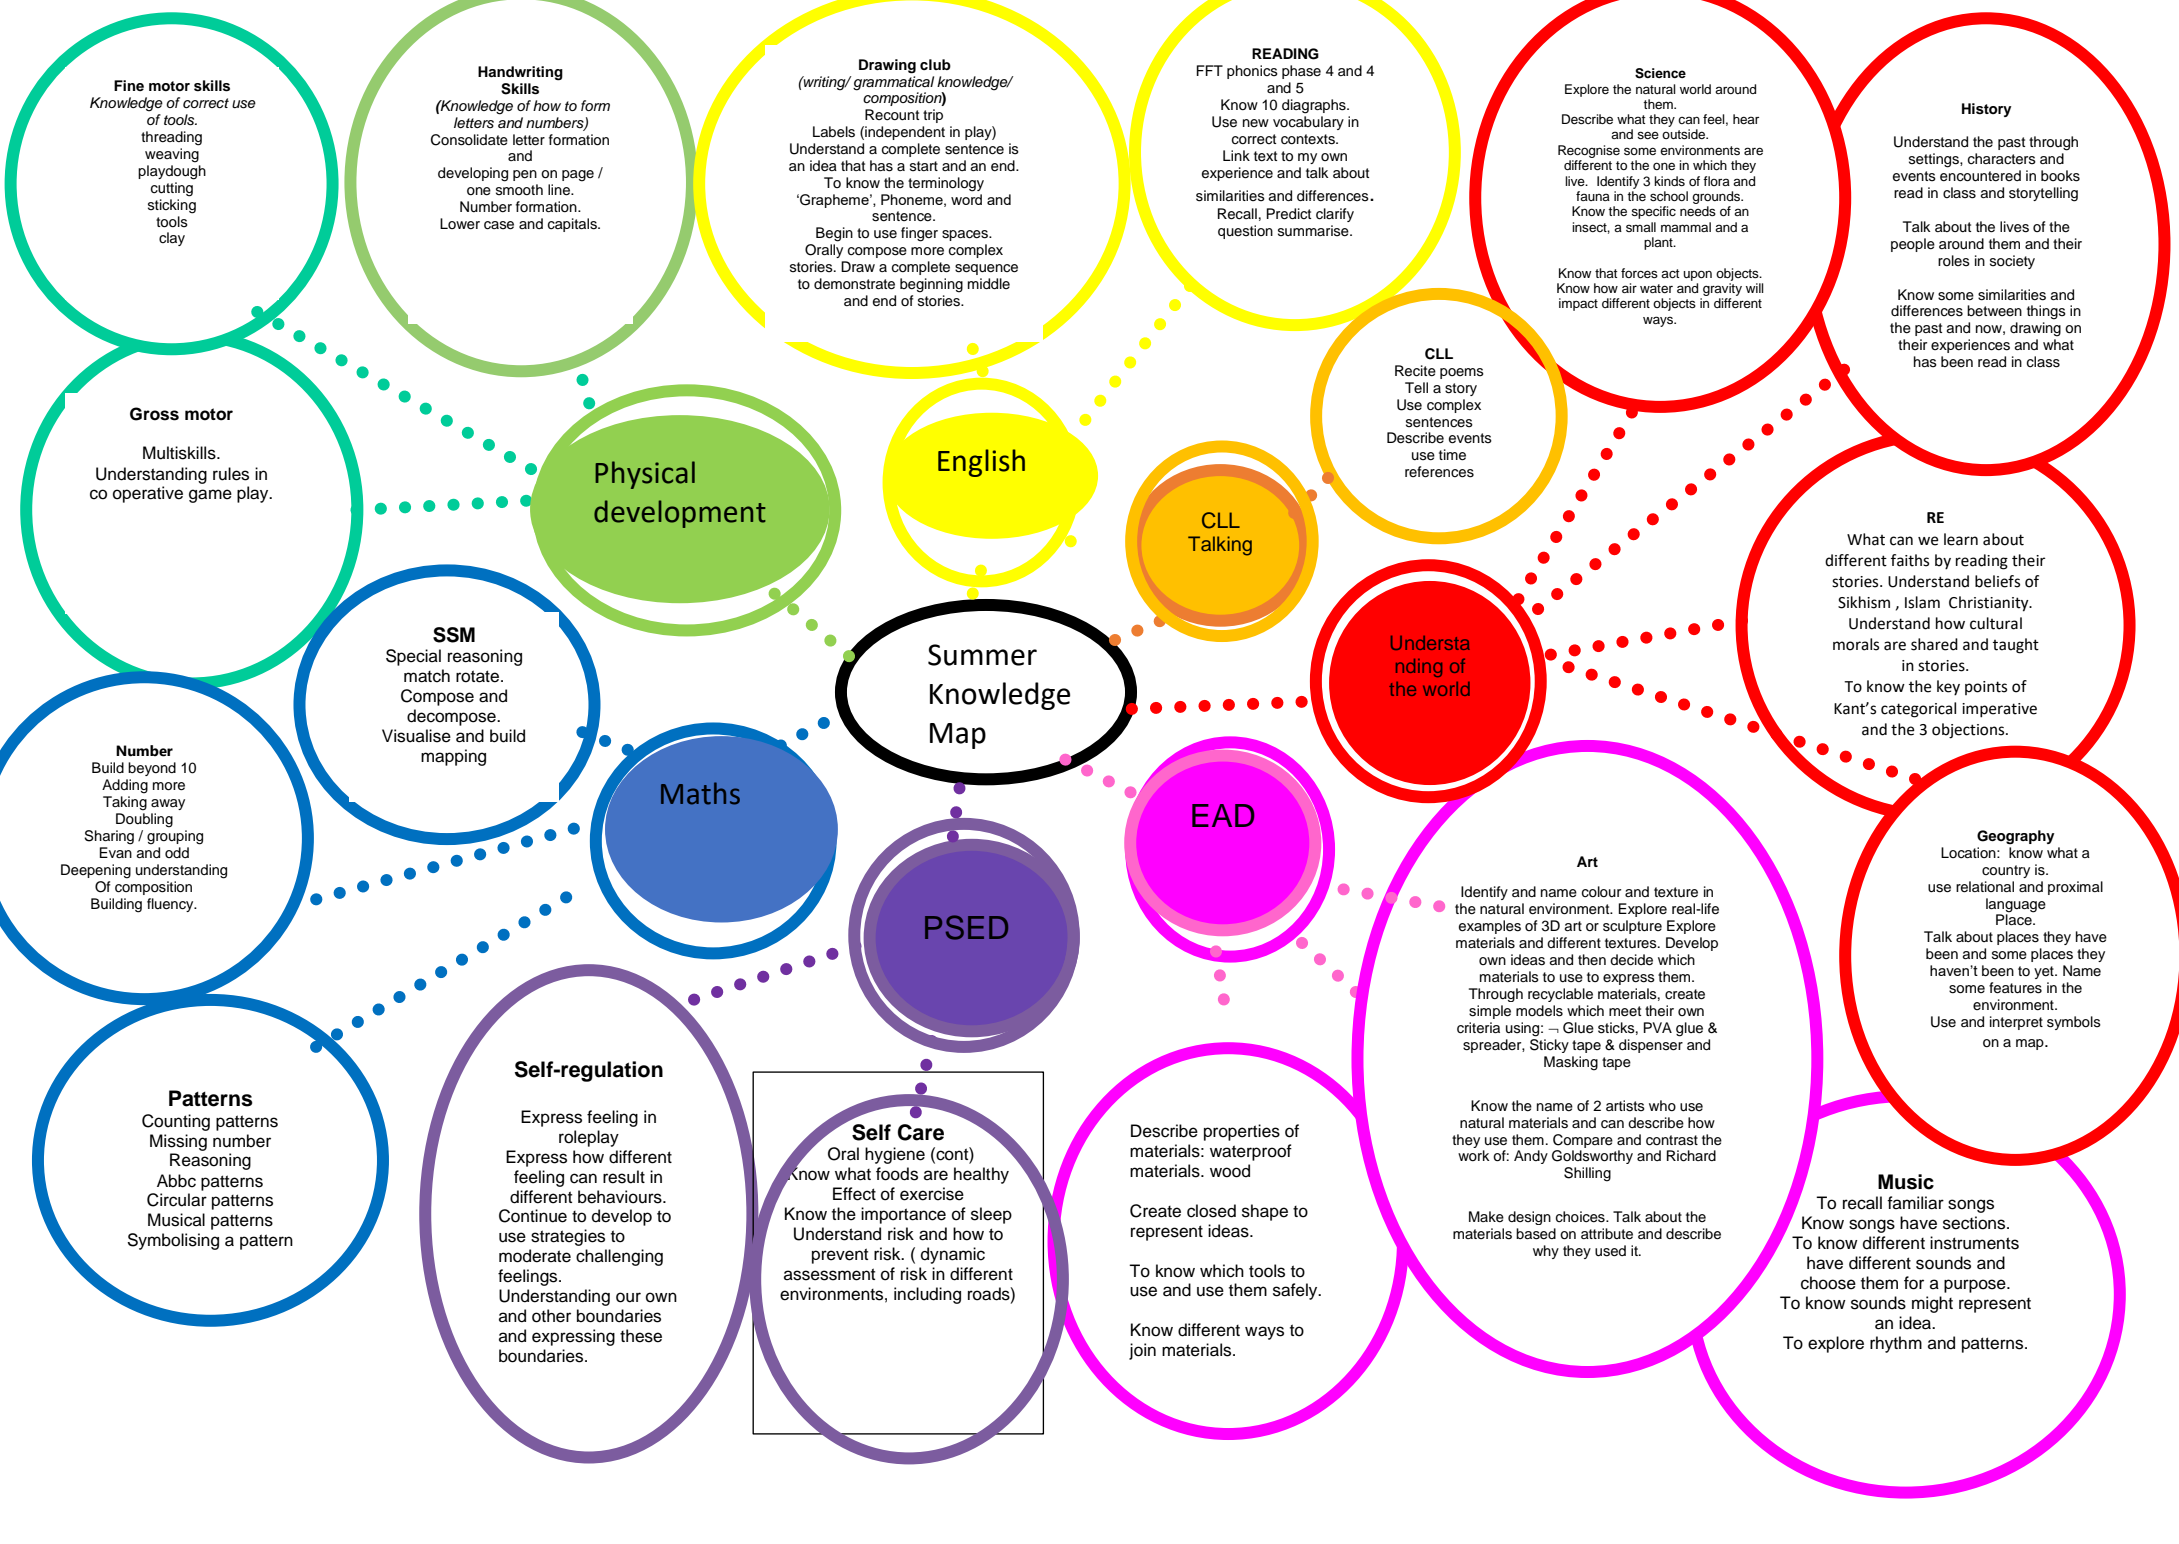 Fine motor skills
Knowledge of correct use
of tools.
threading
weaving
playdough
cutting
sticking
tools
clay
Handwriting
Skills
(Knowledge of how to form
letters and numbers)
Consolidate letter formation
and
developing pen on page /
one smooth line.
Number formation.
Lower case and capitals.
Drawing club
(writing/ grammatical knowledge/
composition)
Recount trip
Labels (independent in play)
Understand a complete sentence is
an idea that has a start and an end.
To know the terminology
‘Grapheme’, Phoneme, word and
sentence.
Begin to use finger spaces.
Orally compose more complex
stories. Draw a complete sequence
to demonstrate beginning middle
and end of stories.
READING
FFT phonics phase 4 and 4
and 5
Know 10 diagraphs.
Use new vocabulary in
correct contexts.
Link text to my own
experience and talk about
similarities and differences.
Recall, Predict clarify
question summarise.
Science
Explore the natural world around
them.
Describe what they can feel, hear
and see outside.
Recognise some environments are
different to the one in which they
live. Identify 3 kinds of flora and
fauna in the school grounds.
Know the specific needs of an
insect, a small mammal and a
plant.
Know that forces act upon objects.
Know how air water and gravity will
impact different objects in different
ways.
History
Understand the past through
settings, characters and
events encountered in books
read in class and storytelling
Talk about the lives of the
people around them and their
roles in society
Know some similarities and
differences between things in
the past and now, drawing on
their experiences and what
has been read in class
Gross motor
Multiskills.
Understanding rules in
co operative game play.
Physical
development
English
CLL
Talking
CLL
Recite poems
Tell a story
Use complex
sentences
Describe events
use time
references
RE
What can we learn about
different faiths by reading their
stories. Understand beliefs of
Sikhism , Islam Christianity.
Understand how cultural
morals are shared and taught
in stories.
To know the key points of
Kant’s categorical imperative
and the 3 objections.
SSM
Special reasoning
match rotate.
Compose and
decompose.
Visualise and build
mapping
Summer
Knowledge
Map
Understa
nding of
the world
Number
Build beyond 10
Adding more
Taking away
Doubling
Sharing / grouping
Evan and odd
Deepening understanding
Of composition
Building fluency.
Maths
PSED
EAD
Art
Identify and name colour and texture in
the natural environment. Explore real-life
examples of 3D art or sculpture Explore
materials and different textures. Develop
own ideas and then decide which
materials to use to express them.
Through recyclable materials, create
simple models which meet their own
criteria using: ¬ Glue sticks, PVA glue &
spreader, Sticky tape & dispenser and
Masking tape
Know the name of 2 artists who use
natural materials and can describe how
they use them. Compare and contrast the
work of: Andy Goldsworthy and Richard
Shilling
Make design choices. Talk about the
materials based on attribute and describe
why they used it.
Geography
Location: know what a
country is.
use relational and proximal
language
Place.
Talk about places they have
been and some places they
haven’t been to yet. Name
some features in the
environment.
Use and interpret symbols
on a map.
Patterns
Counting patterns
Missing number
Reasoning
Abbc patterns
Circular patterns
Musical patterns
Symbolising a pattern
Self-regulation
Express feeling in
roleplay
Express how different
feeling can result in
different behaviours.
Continue to develop to
use strategies to
moderate challenging
feelings.
Understanding our own
and other boundaries
and expressing these
boundaries.
Self Care
Oral hygiene (cont)
Know what foods are healthy
Effect of exercise
Know the importance of sleep
Understand risk and how to
prevent risk. ( dynamic
assessment of risk in different
environments, including roads)
Describe properties of
materials: waterproof
materials. wood
Create closed shape to
represent ideas.
To know which tools to
use and use them safely.
Know different ways to
join materials.
Music
To recall familiar songs
Know songs have sections.
To know different instruments
have different sounds and
choose them for a purpose.
To know sounds might represent
an idea.
To explore rhythm and patterns.